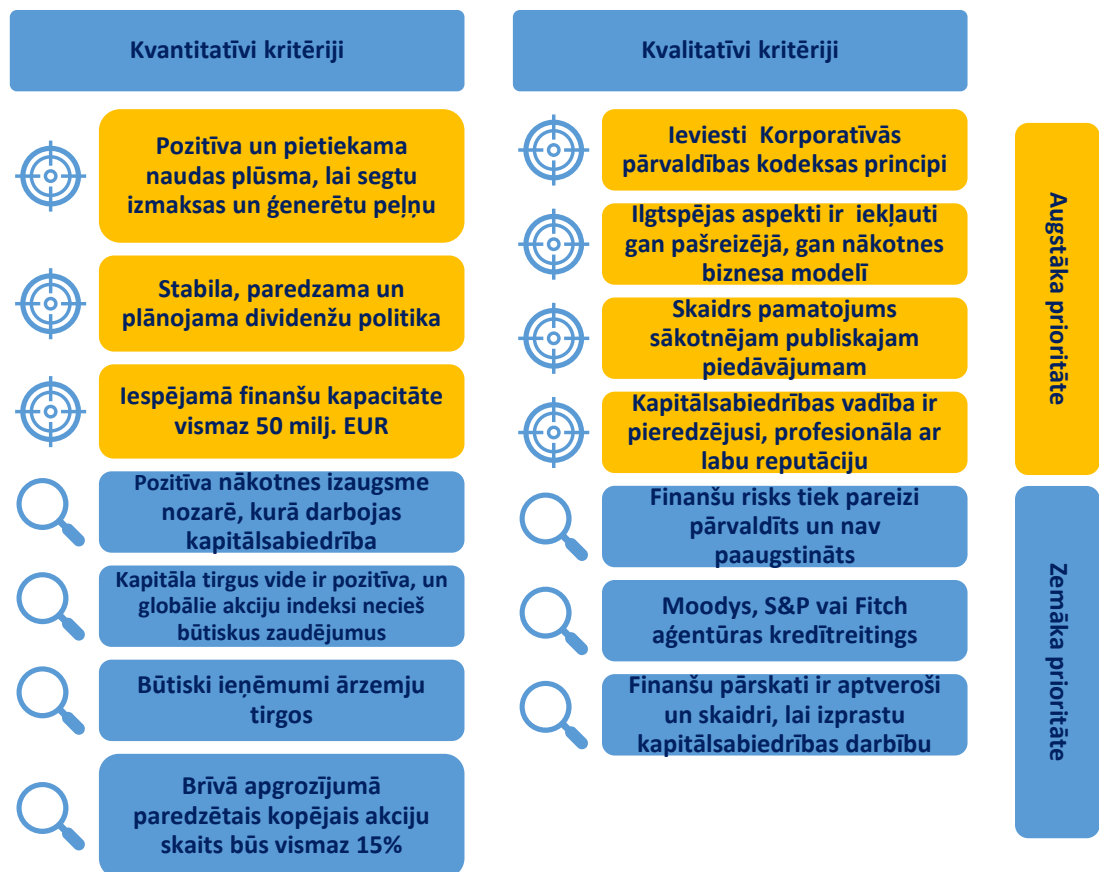 Kvantitatīvi kritēriji
Pozitīva un pietiekama
naudas plūsma, lai segtu
izmaksas un ģenerētu peļņu
Stabila, paredzama un
plānojama dividenžu politika
Iespējamā finanšu kapacitāte
vismaz 50 milj. EUR
Pozitīva nākotnes izaugsme
nozarē, kurā darbojas
kapitālsabiedrība
Kapitāla tirgus vide ir pozitīva, un
globālie akciju indeksi necieš
būtiskus zaudējumus
Būtiski ieņēmumi ārzemju
tirgos
Brīvā apgrozījumā
paredzētais kopējais akciju
skaits būs vismaz 15%
Kvalitatīvi kritēriji
Ieviesti Korporatīvās
pārvaldības kodeksas principi
Ilgtspējas aspekti ir iekļauti
gan pašreizējā, gan nākotnes
biznesa modelī
Skaidrs pamatojums
sākotnējam publiskajam
piedāvājumam
Kapitālsabiedrības vadība ir
pieredzējusi, profesionāla ar
labu reputāciju
Finanšu risks tiek pareizi
pārvaldīts un nav
paaugstināts
Moodys, S&P vai Fitch
aģentūras kredītreitings
Finanšu pārskati ir aptveroši
un skaidri, lai izprastu
kapitālsabiedrības darbību
Augstāka prioritāte
Zemāka prioritāte